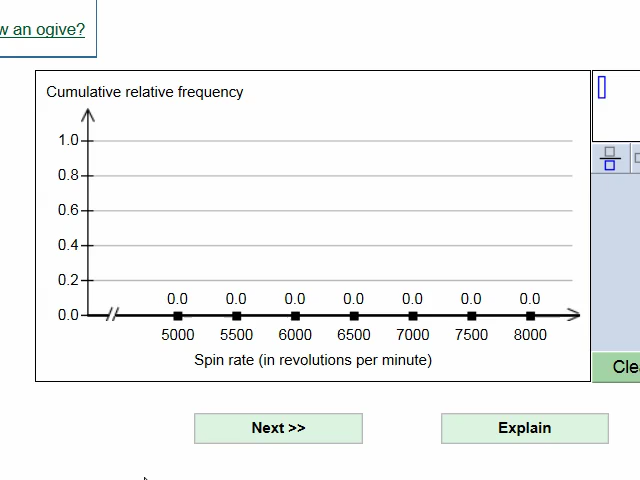 an ogive?
Cumulative relative frequency
1.0
0.8
0.6
0.4
0.2
0.0
0.0 0.0 0.0 0.0 0.0 0.0 0.0
5000 5500 6000 6500 7000 7500 8000
Spin rate (in revolutions per minute)
Next >>
Explain